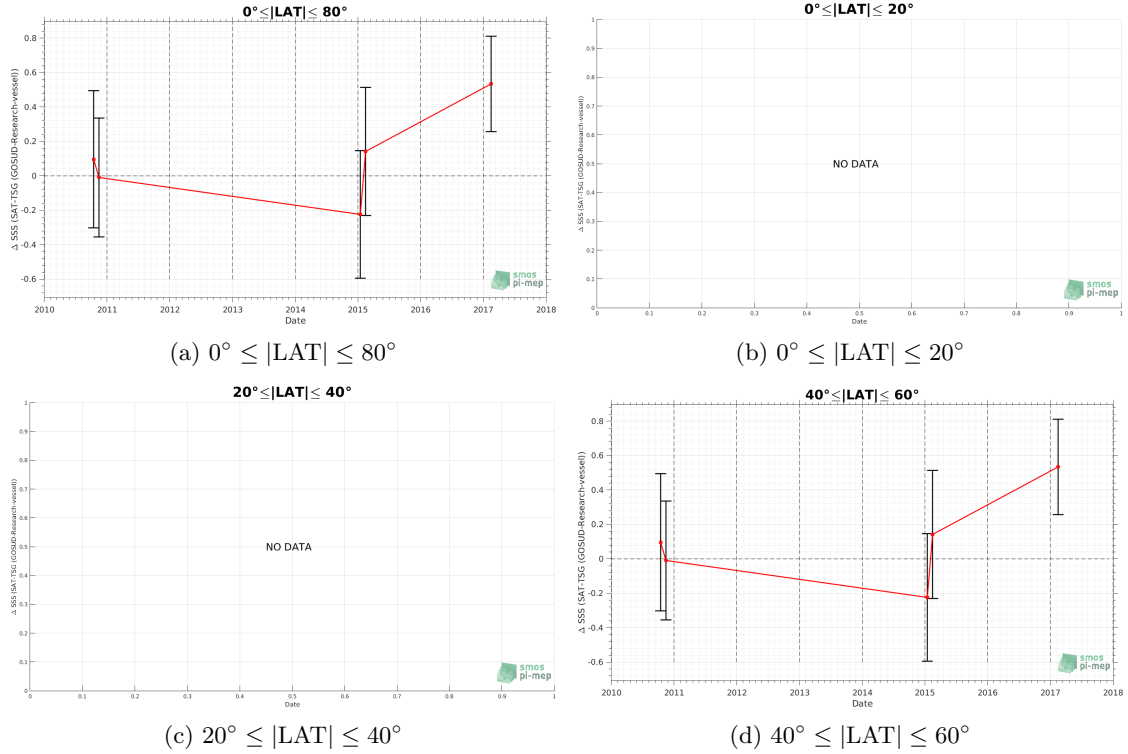 0°≤|LAT|≤ 80°
Δ SSS (SAT-TSG (GOSUD-Research-vessel))
0.8
0.6
0.4
0.2
0
-0.2
-0.4
-0.6
2010 2011 2012 2013 2014 2015 2016 2017 2018
Date
smos
pi-mep
(a) 0° ≤ |LAT| ≤ 80°
0°≤|LAT|≤ 20°
Δ SSS (SAT-TSG (GOSUD-Research-vessel))
1
0.9
0.8
0.7
0.6
0.5
0.4
0.3
0.2
0.1
0
NO DATA
0 0.1 0.2 0.3 0.4 0.5 0.6 0.7 0.8 0.9 1
Date
smos
pi-mep
(b) 0° ≤ |LAT| ≤ 20°
20°≤|LAT|≤ 40°
Δ SSS (SAT-TSG (GOSUD-Research-vessel))
1
0.9
0.8
0.7
0.6
0.5
0.4
0.3
0.2
0.1
0
NO DATA
0 0.1 0.2 0.3 0.4 0.5 0.6 0.7 0.8 0.9 1
Date
smos
pi-mep
(c) 20° ≤ |LAT| ≤ 40°
40°≤|LAT|≤ 60°
Δ SSS (SAT-TSG (GOSUD-Research-vessel))
0.8
0.6
0.4
0.2
0
-0.2
-0.4
-0.6
2010 2011 2012 2013 2014 2015 2016 2017 2018
Date
smos
pi-mep
(d) 40° ≤ |LAT| ≤ 60°